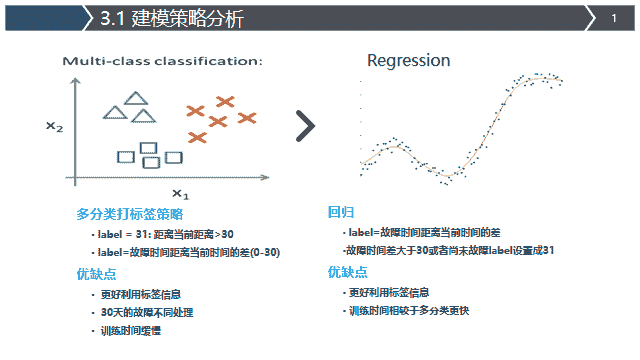 3.1 建模策略分析
1
Multi-class classification:
x2
x1
多分类打标签策略
· label = 31: 距离当前距离>30
· label=故障时间距离当前时间的差(0-30)
优缺点
· 更好利用标签信息
· 30天的故障不同处理
· 训练时间缓慢
Regression
回归
· label=故障时间距离当前时间的差
·故障时间差大于30或者尚未故障label设置成31
优缺点
· 更好利用标签信息
· 训练时间相较于多分类更快